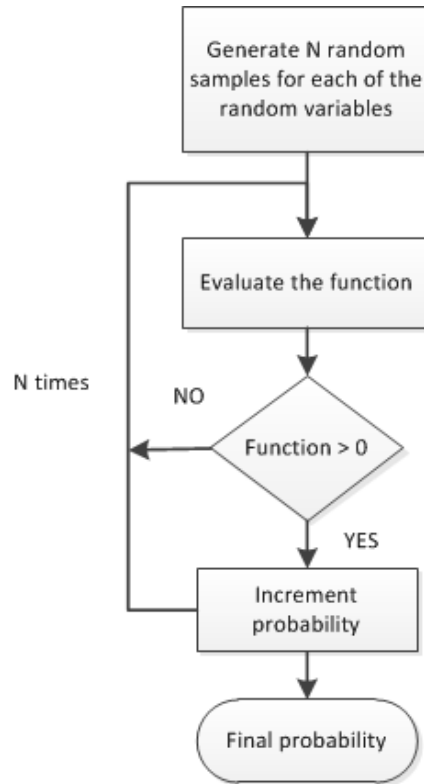 Generate N random
samples for each of the
random variables
Evaluate the function
N times
NO
Function > 0
YES
Increment
probability
Final probability